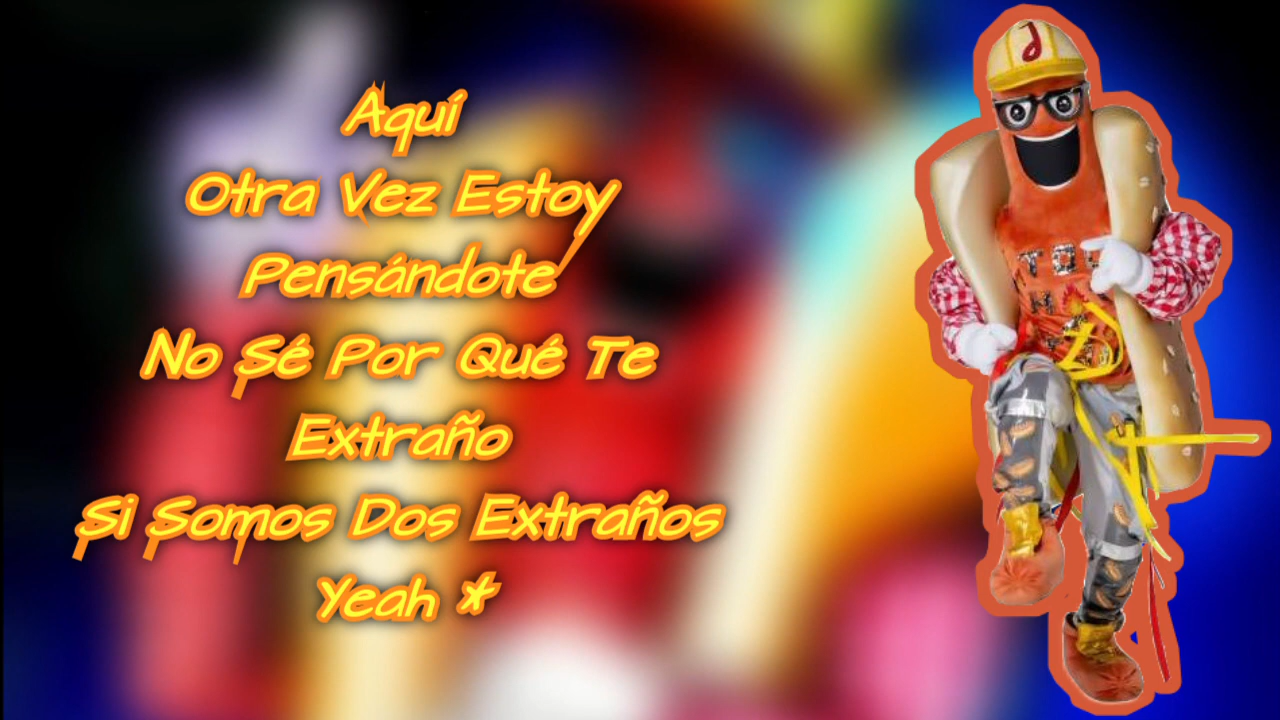 Aquí
Otra Vez Estoy
Pensándote
No Sé Por Qué Te
Extraño
Si Somos Dos Extraños
Yeah *